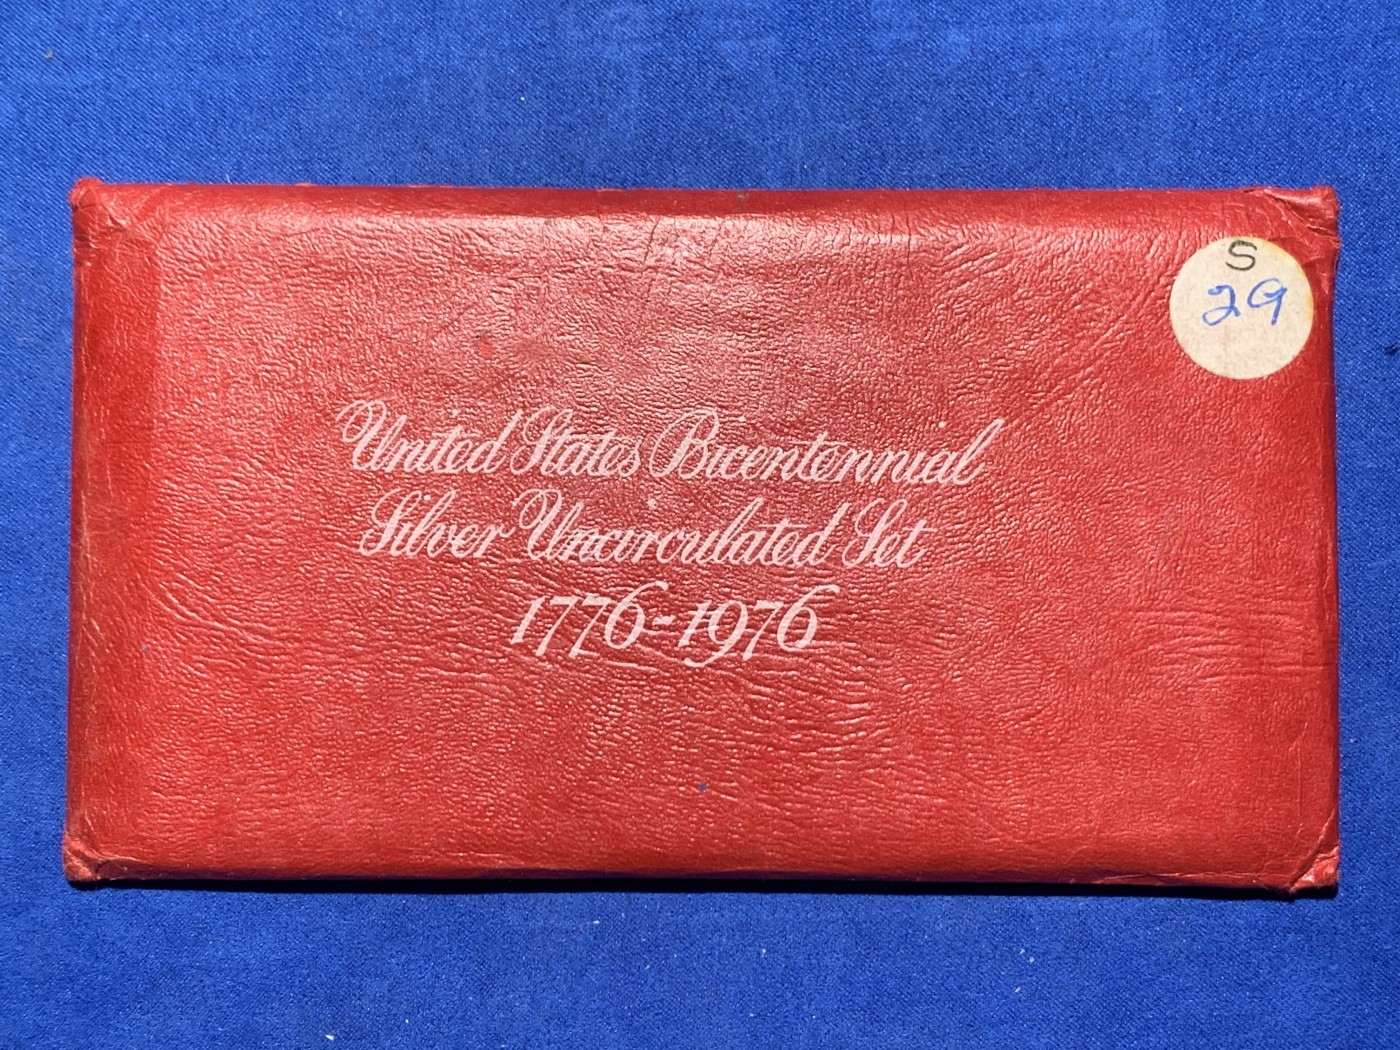 S
29
United States Bicentennial
Silver Uncirculated Set
1776-1976